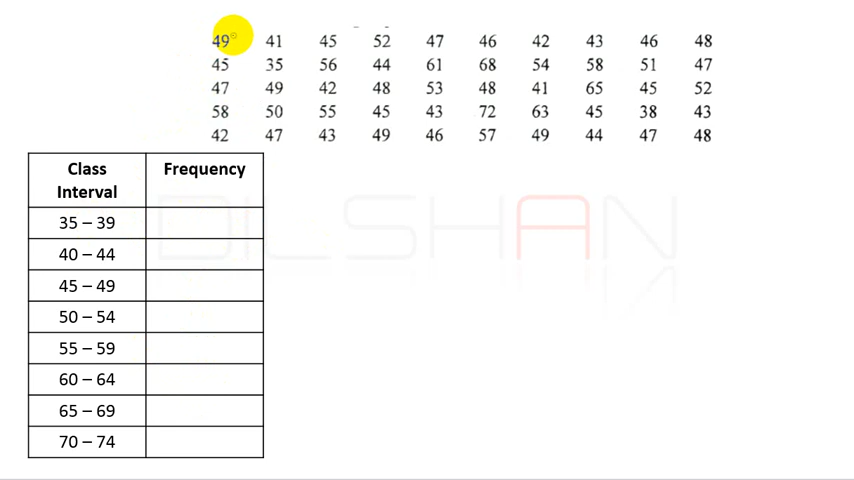 49 41 45 52 47 46 42 43 46 48
45 35 56 44 61 68 54 58 51 47
47 49 42 48 53 48 41 65 45 52
58 50 55 45 43 72 63 45 38 43
42 47 43 49 46 57 49 44 47 48
Class Interval Frequency
35 – 39
40 – 44
45 – 49
50 – 54
55 – 59
60 – 64
65 – 69
70 – 74
DILSHAN